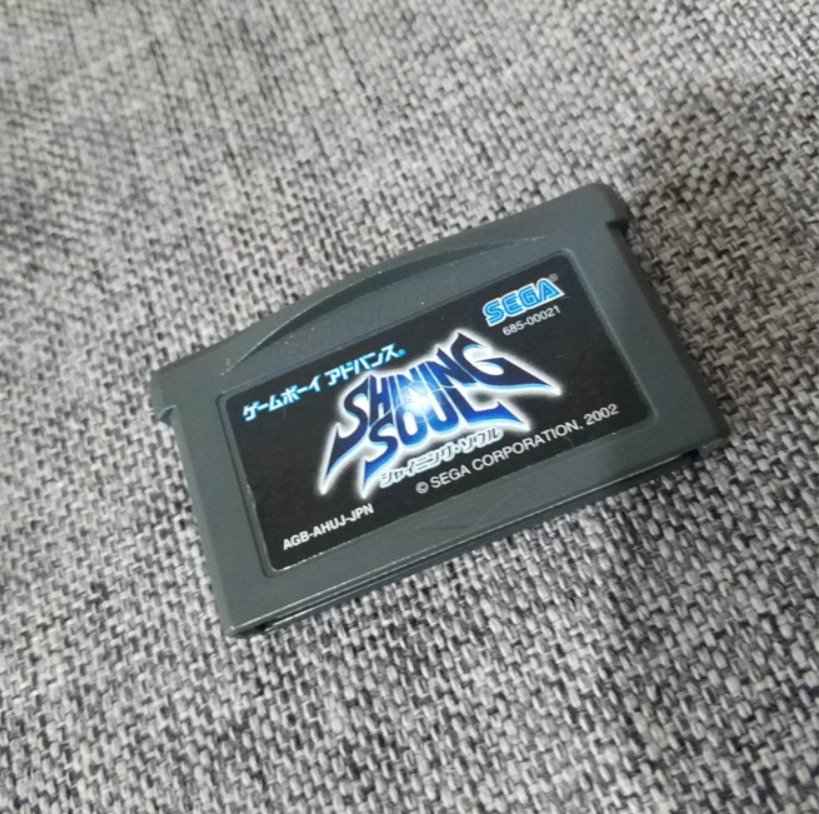 SEGA®
685-00021
ゲームボーイ アドバンス®
SHINING
SOUL
シャイニング・ソウル
© SEGA CORPORATION, 2002
AGB-AHUJ-JPN